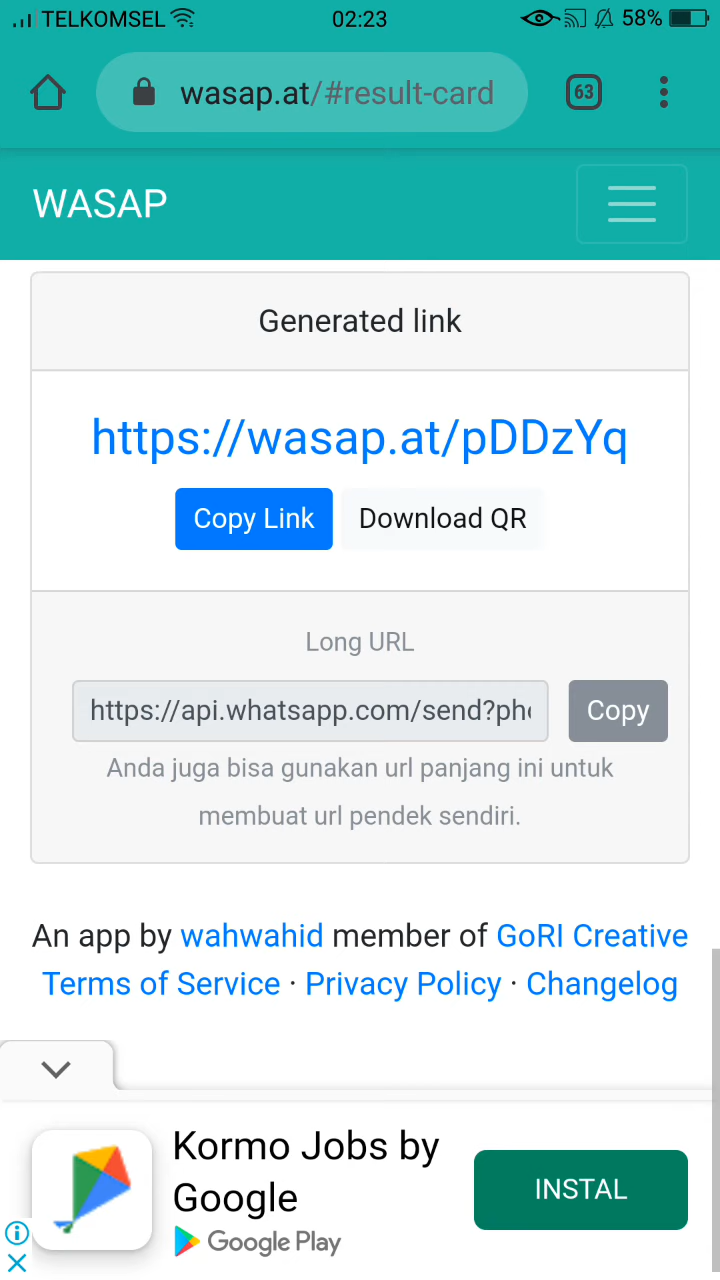 TELKOMSEL 02:23 58%
wasap.at/#result-card 63
WASAP
Generated link
https://wasap.at/pDDzYq
Copy Link Download QR
Long URL
https://api.whatsapp.com/send?pho Copy
Anda juga bisa gunakan url panjang ini untuk
membuat url pendek sendiri.
An app by wahwahid member of GoRI Creative
Terms of Service · Privacy Policy · Changelog
Kormo Jobs by
Google
INSTAL
Google Play